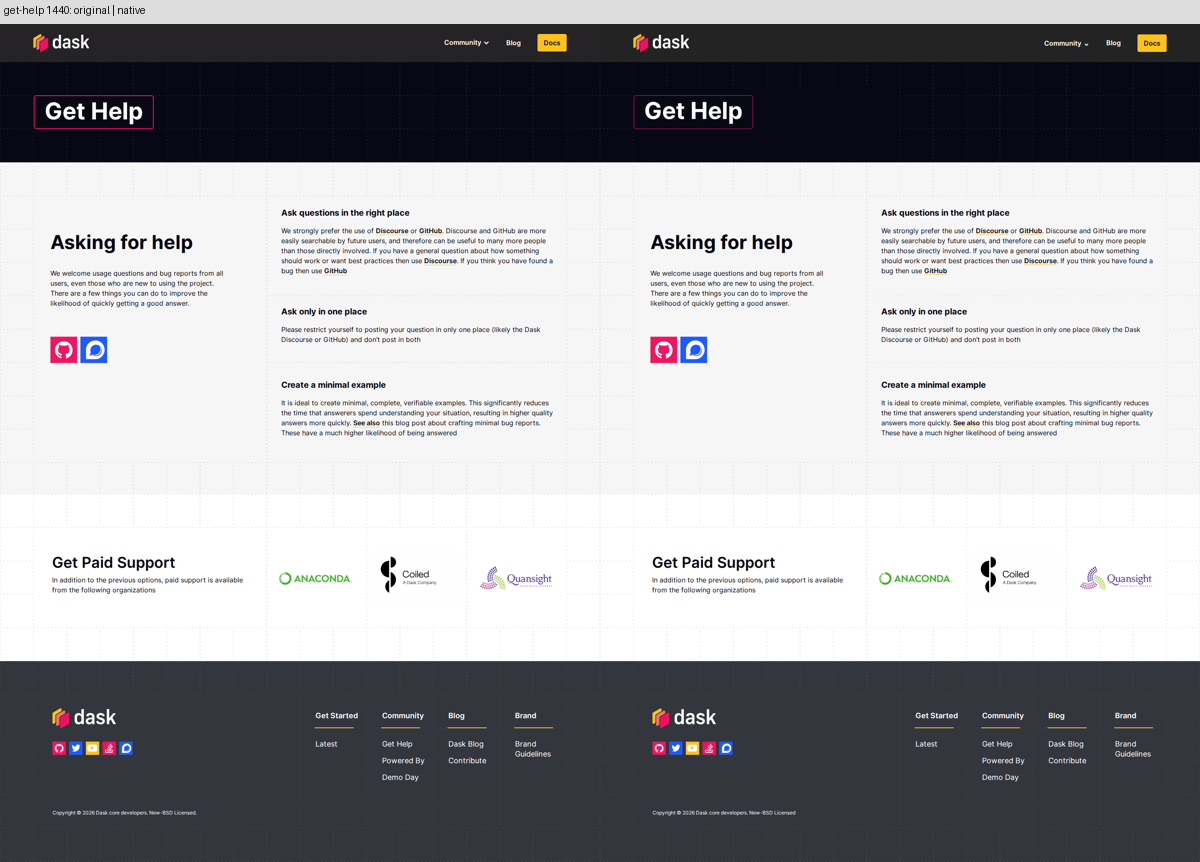 get-help 1440: original | native
dask
Community
Blog
Docs
Get Help
Asking for help
We welcome usage questions and bug reports from all
users, even those who are new to using the project.
There are a few things you can do to improve the
likelihood of quickly getting a good answer.
Ask questions in the right place
We strongly prefer the use of Discourse or GitHub. Discourse and GitHub are more
easily searchable by future users, and therefore can be useful to many more people
than those directly involved. If you have a general question about how something
should work or want best practices then use Discourse. If you think you have found a
bug then use GitHub
Ask only in one place
Please restrict yourself to posting your question in only one place (likely the Dask
Discourse or GitHub) and don't post in both
Create a minimal example
It is ideal to create minimal, complete, verifiable examples. This significantly reduces
the time that answerers spend understanding your situation, resulting in higher quality
answers more quickly. See also this blog post about crafting minimal bug reports.
These have a much higher likelihood of being answered
Get Paid Support
In addition to the previous options, paid support is available
from the following organizations
ANACONDA.
Coiled
A Dask Company
Quansight
dask
Get Started
Latest
Community
Get Help
Powered By
Demo Day
Blog
Dask Blog
Contribute
Brand
Brand
Guidelines
Copyright © 2026 Dask core developers. New-BSD Licensed.
dask
Community
Blog
Docs
Get Help
Asking for help
We welcome usage questions and bug reports from all
users, even those who are new to using the project.
There are a few things you can do to improve the
likelihood of quickly getting a good answer.
Ask questions in the right place
We strongly prefer the use of Discourse or GitHub. Discourse and GitHub are more
easily searchable by future users, and therefore can be useful to many more people
than those directly involved. If you have a general question about how something
should work or want best practices then use Discourse. If you think you have found a
bug then use GitHub
Ask only in one place
Please restrict yourself to posting your question in only one place (likely the Dask
Discourse or GitHub) and don't post in both
Create a minimal example
It is ideal to create minimal, complete, verifiable examples. This significantly reduces
the time that answerers spend understanding your situation, resulting in higher quality
answers more quickly. See also this blog post about crafting minimal bug reports.
These have a much higher likelihood of being answered
Get Paid Support
In addition to the previous options, paid support is available
from the following organizations
ANACONDA.
Coiled
A Dask Company
Quansight
dask
Get Started
Latest
Community
Get Help
Powered By
Demo Day
Blog
Dask Blog
Contribute
Brand
Brand
Guidelines
Copyright © 2026 Dask core developers. New-BSD Licensed